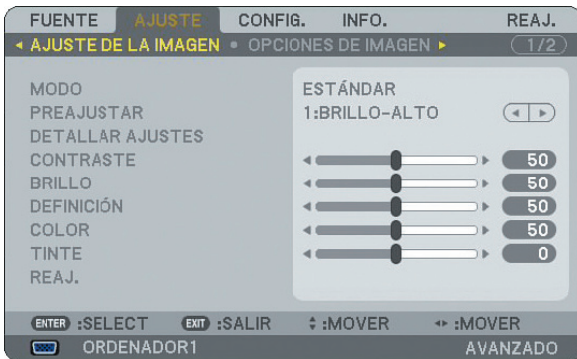 FUENTE AJUSTE CONFIG. INFO. REAJ.
AJUSTE DE LA IMAGEN • OPCIONES DE IMAGEN 1/2
MODO ESTÁNDAR
PREAJUSTAR 1:BRILLO-ALTO
DETALLAR AJUSTES
CONTRASTE 50
BRILLO 50
DEFINICIÓN 50
COLOR 50
TINTE 0
REAJ.
ENTER :SELECT EXIT :SALIR :MOVER :MOVER
ORDENADOR1 AVANZADO